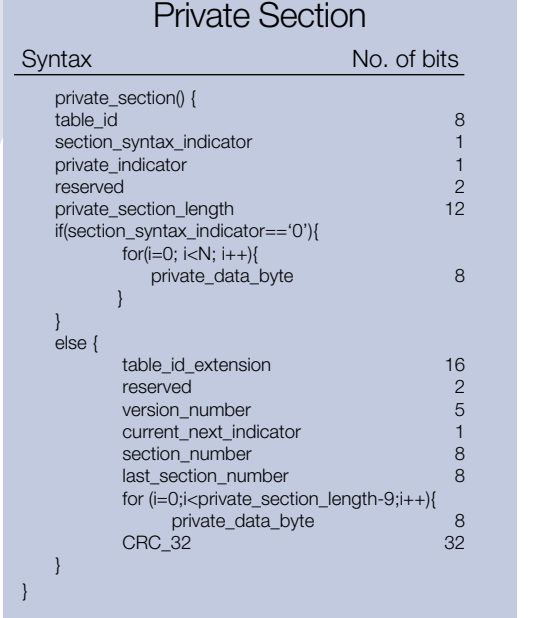 Private Section
Syntax No. of bits
private_section() {
table_id 8
section_syntax_indicator 1
private_indicator 1
reserved 2
private_section_length 12
if(section_syntax_indicator==‘0’){
for(i=0; i<N; i++){
private_data_byte 8
}
}
else {
table_id_extension 16
reserved 2
version_number 5
current_next_indicator 1
section_number 8
last_section_number 8
for (i=0;i<private_section_length-9;i++){
private_data_byte 8
CRC_32 32
}
}